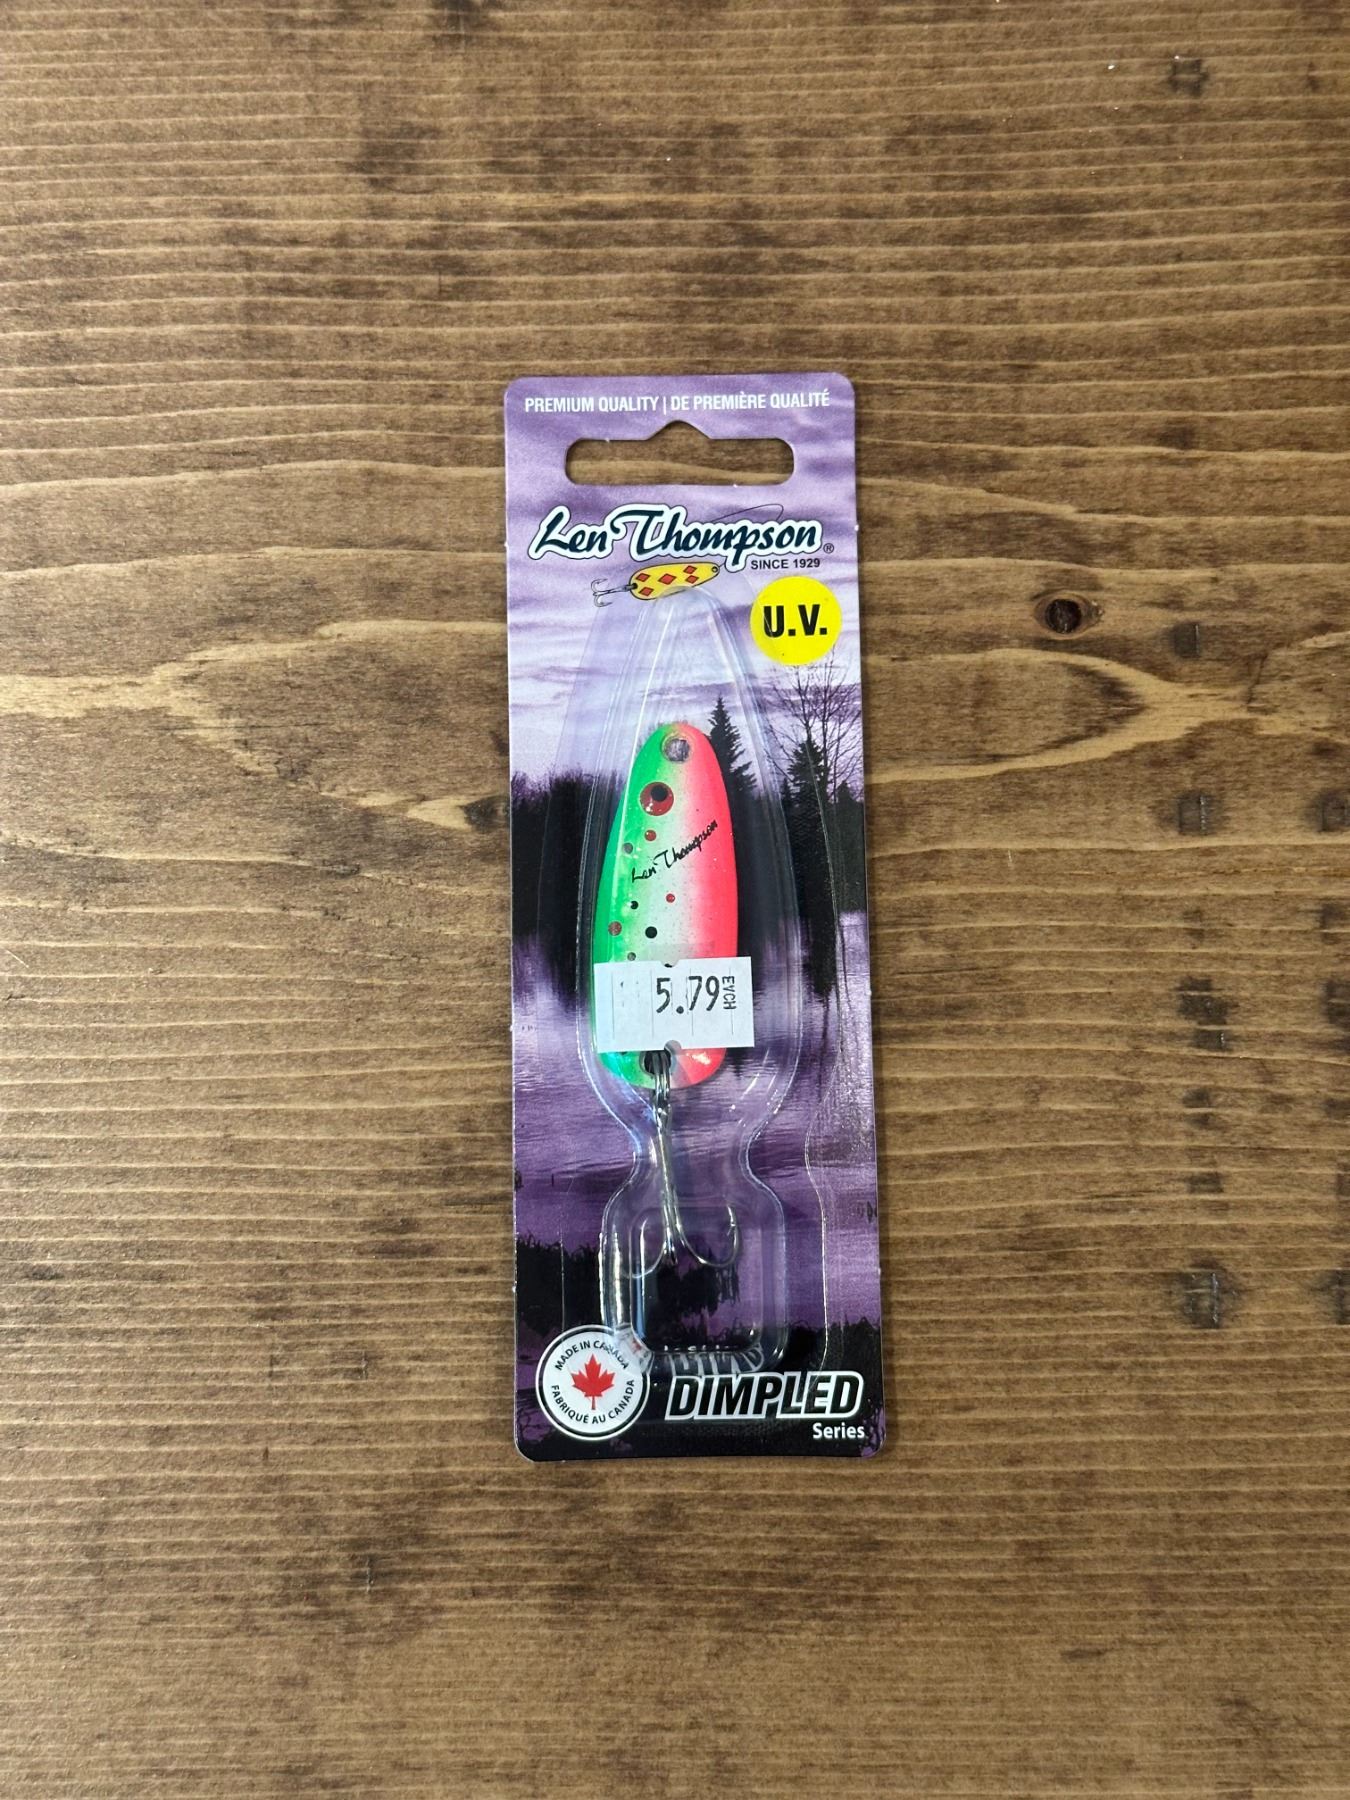 PREMIUM QUALITY | DE PREMIÈRE QUALITÉ
Len Thompson®
SINCE 1929
U.V.
Len Thompson
5.79 EACH
MADE IN CANADA
FABRIQUÉ AU CANADA
DIMPLED
Series